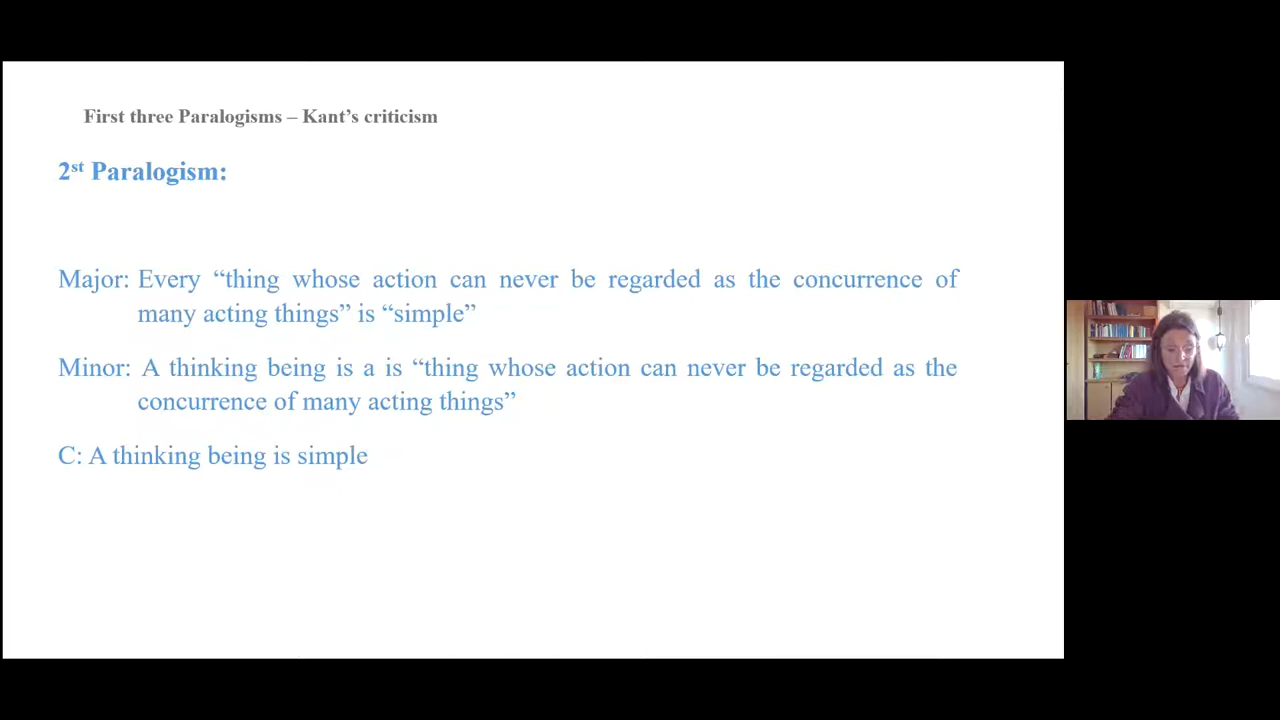 First three Paralogisms – Kant’s criticism
2st Paralogism:
Major: Every “thing whose action can never be regarded as the concurrence of
many acting things” is “simple”
Minor: A thinking being is a is “thing whose action can never be regarded as the
concurrence of many acting things”
C: A thinking being is simple